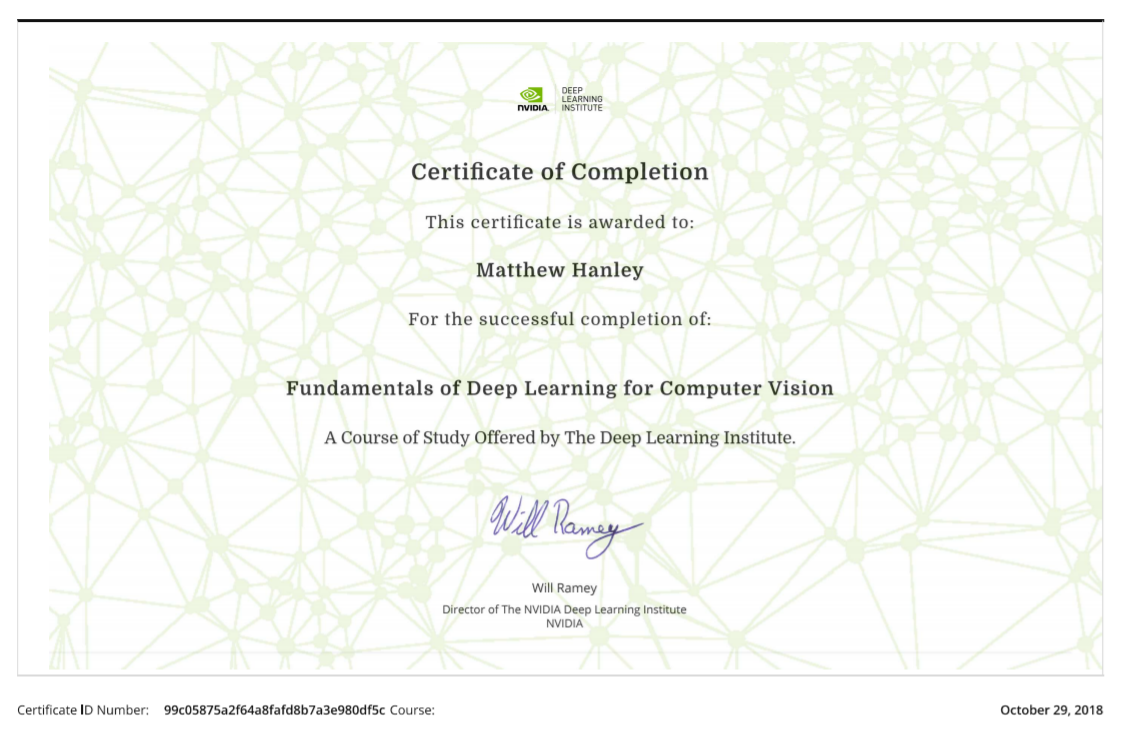 NVIDIA.
DEEP
LEARNING
INSTITUTE
Certificate of Completion
This certificate is awarded to:
Matthew Hanley
For the successful completion of:
Fundamentals of Deep Learning for Computer Vision
A Course of Study Offered by The Deep Learning Institute.
Will Ramey
Will Ramey
Director of The NVIDIA Deep Learning Institute
NVIDIA
Certificate ID Number: 99c05875a2f64a8fafd8b7a3e980df5c Course: October 29, 2018